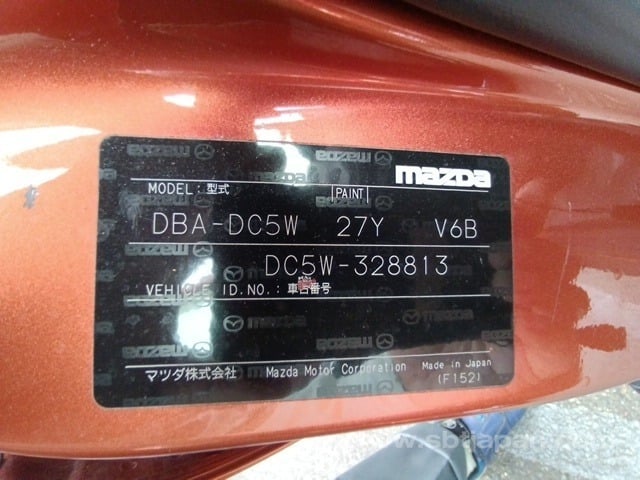 mazda
MODEL: 型式 PAINT
DBA-DC5W 27Y V6B
DC5W-328813
VEHICLE ID.NO.: 車台番号
マツダ株式会社 Mazda Motor Corporation Made in Japan
(F152)